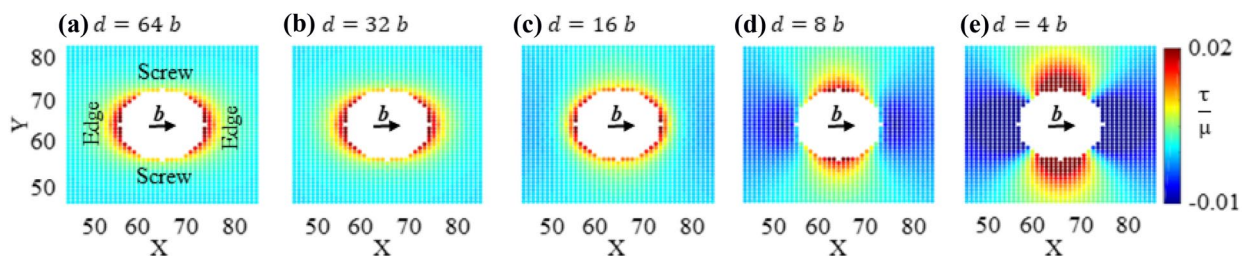 (a) d = 64 b
(b) d = 32 b
(c) d = 16 b
(d) d = 8 b
(e) d = 4 b
80
70
60
50
Y
Screw
Edge
b
Edge
Screw
b
b
b
b
0.02
τ
μ
-0.01
50 60 70 80
50 60 70 80
50 60 70 80
50 60 70 80
50 60 70 80
X
X
X
X
X